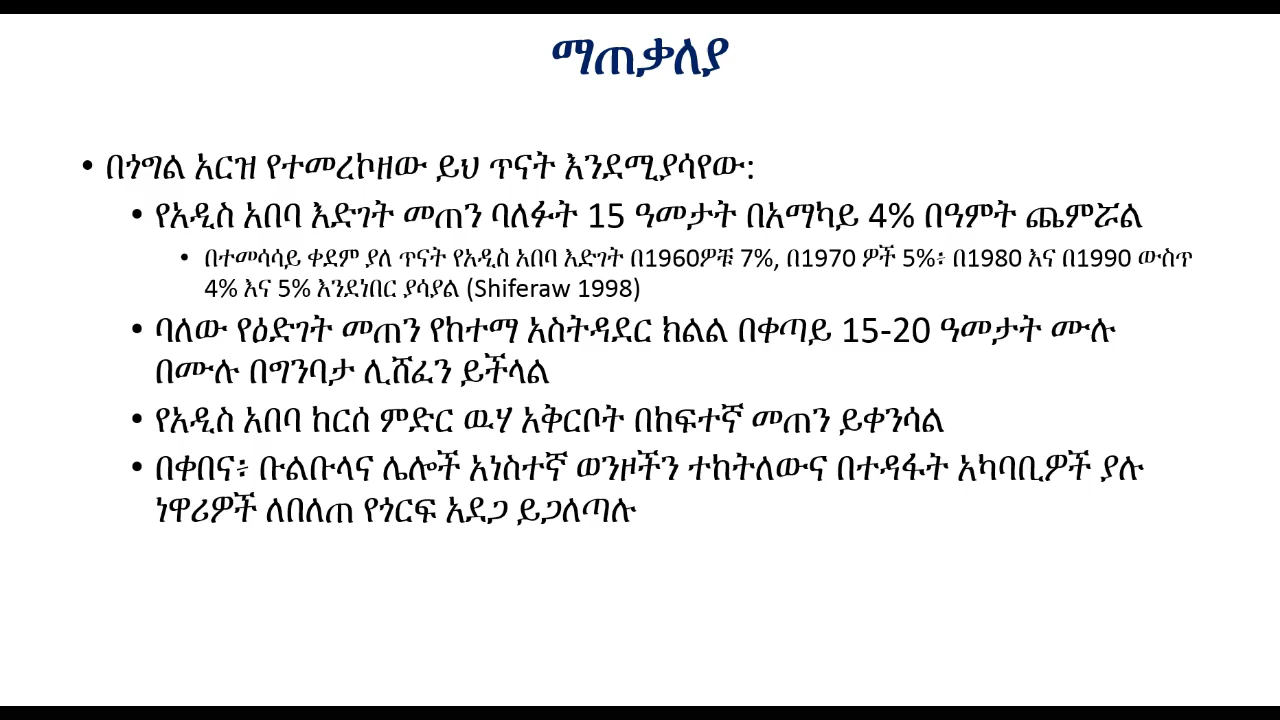 ማጠቃለያ
• በጎግል አርዝ የተመረኮዘው ይህ ጥናት እንደሚያሳየው:
• የአዲስ አበባ እድገት መጠን ባለፉት 15 ዓመታት በአማካይ 4% በዓምት ጨምሯል
• በተመሳሳይ ቀደም ያለ ጥናት የአዲስ አበባ እድገት በ1960ዎቹ 7%, በ1970 ዎች 5%፥ በ1980 እና በ1990 ውስጥ
4% እና 5% እንደነበር ያሳያል (Shiferaw 1998)
• ባለው የዕድገት መጠን የከተማ አስትዳደር ክልል በቀጣይ 15-20 ዓመታት ሙሉ
በሙሉ በግንባታ ሊሸፈን ይችላል
• የአዲስ አበባ ከርሰ ምድር ዉሃ አቅርቦት በከፍተኛ መጠን ይቀንሳል
• በቀበና፥ ቡልቡላና ሌሎች አነስተኛ ወንዞችን ተከትለውና በተዳፋት አካባቢዎች ያሉ
ነዋሪዎች ለበለጠ የጎርፍ አደጋ ይጋለጣሉ